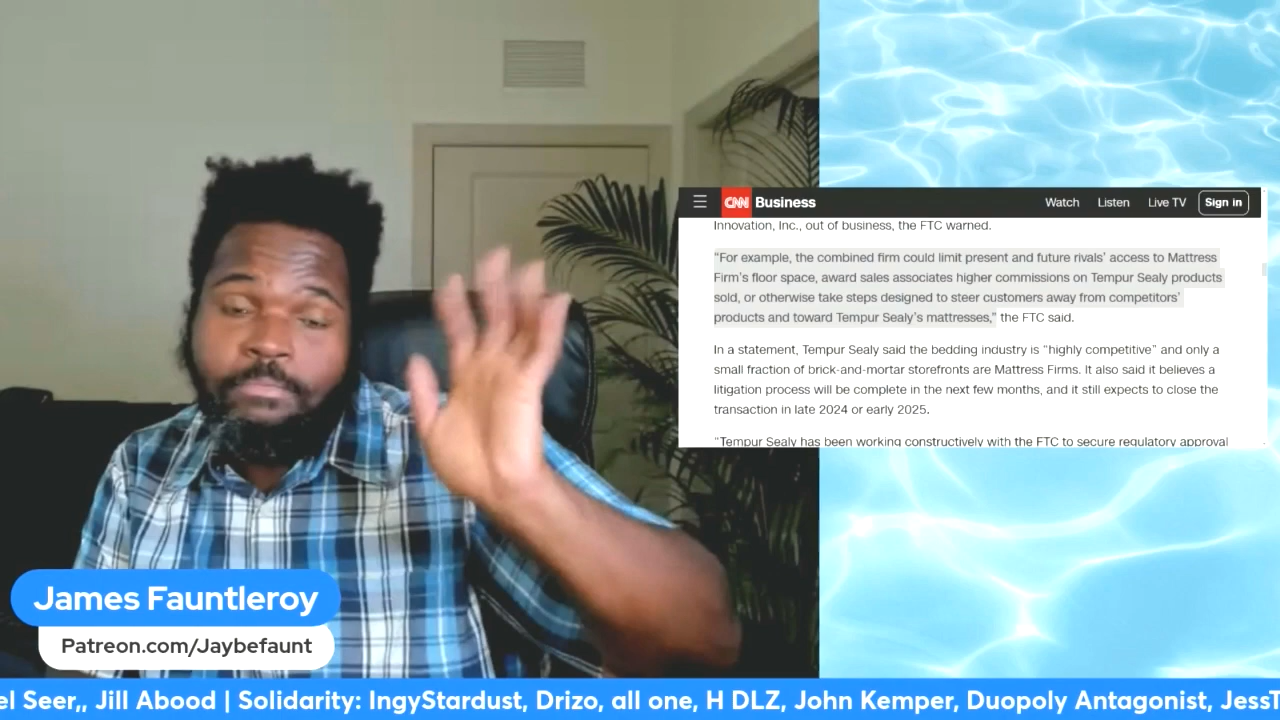 CNN Business Watch Listen Live TV Sign in
Innovation, Inc., out of business, the FTC warned.
"For example, the combined firm could limit present and future rivals' access to Mattress
Firm's floor space, award sales associates higher commissions on Tempur Sealy products
sold, or otherwise take steps designed to steer customers away from competitors'
products and toward Tempur Sealy's mattresses," the FTC said.
In a statement, Tempur Sealy said the bedding industry is "highly competitive" and only a
small fraction of brick-and-mortar storefronts are Mattress Firms. It also said it believes a
litigation process will be complete in the next few months, and it still expects to close the
transaction in late 2024 or early 2025.
"Tempur Sealy has been working constructively with the FTC to secure regulatory approval
James Fauntleroy
Patreon.com/Jaybefaunt
el Seer,, Jill Abood | Solidarity: IngyStardust, Drizo, all one, H DLZ, John Kemper, Duopoly Antagonist, JessT